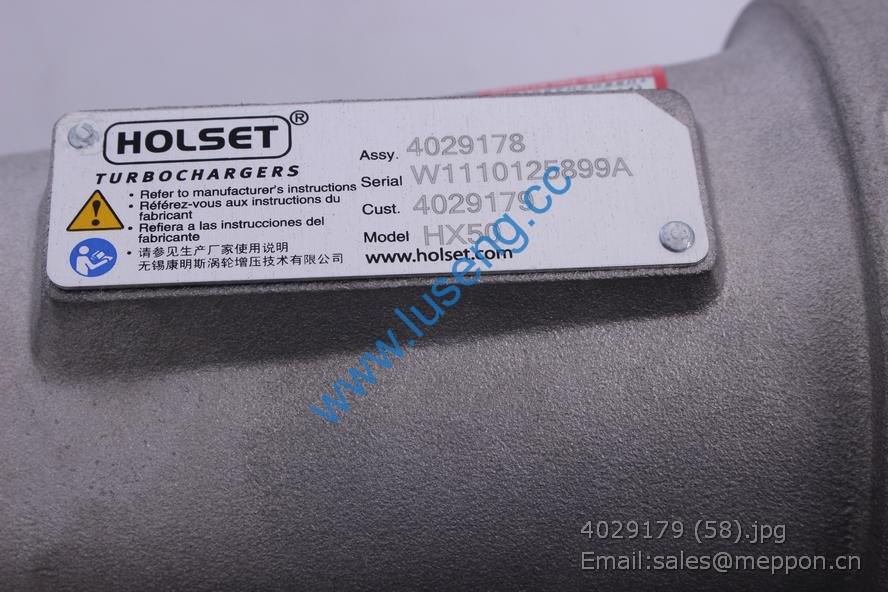 HOLSET®
TURBOCHARGERS
• Refer to manufacturer's instructions
• Référez-vous aux instructions du
fabricant
• Refiera a las instrucciones del
fabricante
• 请参见生产厂家使用说明
无锡康明斯涡轮增压技术有限公司
Assy. 4029178
Serial W1110125899A
Cust. 4029179
Model HX50
www.holset.com
www.luseng.cc
4029179 (58).jpg
Email:sales@meppon.cn